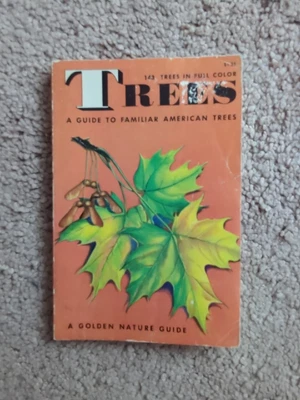 143 TREES IN FULL COLOR
TREES
A GUIDE TO FAMILIAR AMERICAN TREES
A GOLDEN NATURE GUIDE